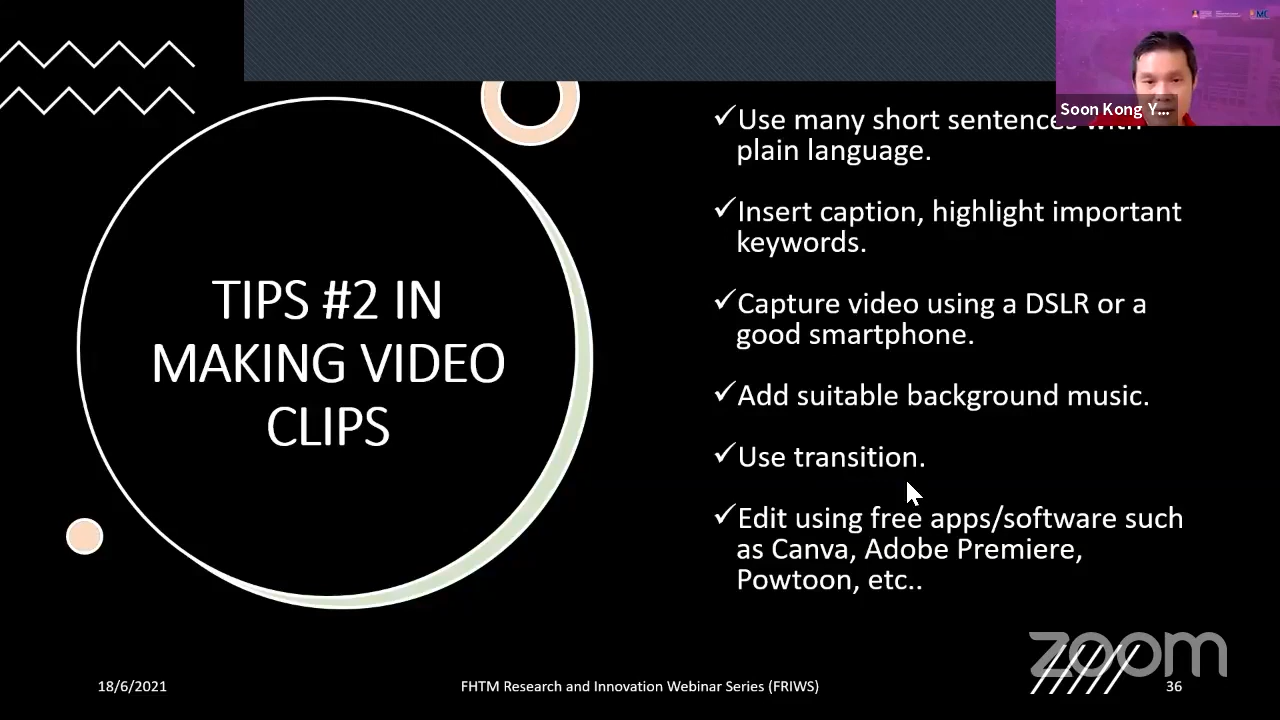 Soon Kong Y...
TIPS #2 IN
MAKING VIDEO
CLIPS
✓Use many short sentences with
plain language.
✓Insert caption, highlight important
keywords.
✓Capture video using a DSLR or a
good smartphone.
✓Add suitable background music.
✓Use transition.
✓Edit using free apps/software such
as Canva, Adobe Premiere,
Powtoon, etc..
zoom
18/6/2021
FHTM Research and Innovation Webinar Series (FRIWS)
36